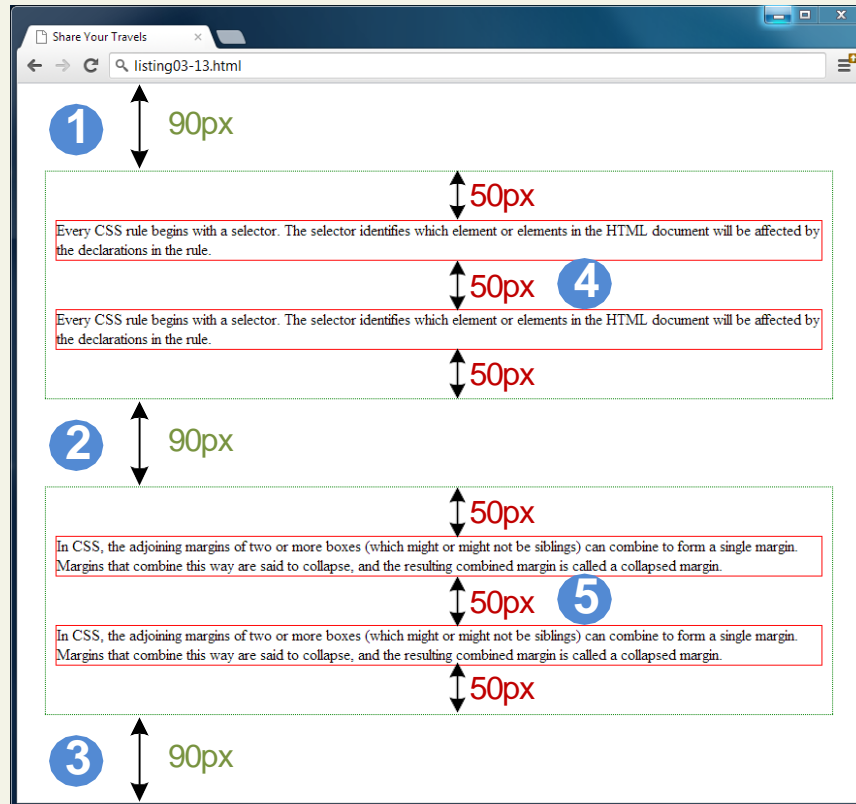 Share Your Travels
listing03-13.html
1
90px
50px
Every CSS rule begins with a selector. The selector identifies which element or elements in the HTML document will be affected by
the declarations in the rule.
50px
4
Every CSS rule begins with a selector. The selector identifies which element or elements in the HTML document will be affected by
the declarations in the rule.
50px
2
90px
50px
In CSS, the adjoining margins of two or more boxes (which might or might not be siblings) can combine to form a single margin.
Margins that combine this way are said to collapse, and the resulting combined margin is called a collapsed margin.
50px
5
In CSS, the adjoining margins of two or more boxes (which might or might not be siblings) can combine to form a single margin.
Margins that combine this way are said to collapse, and the resulting combined margin is called a collapsed margin.
50px
3
90px